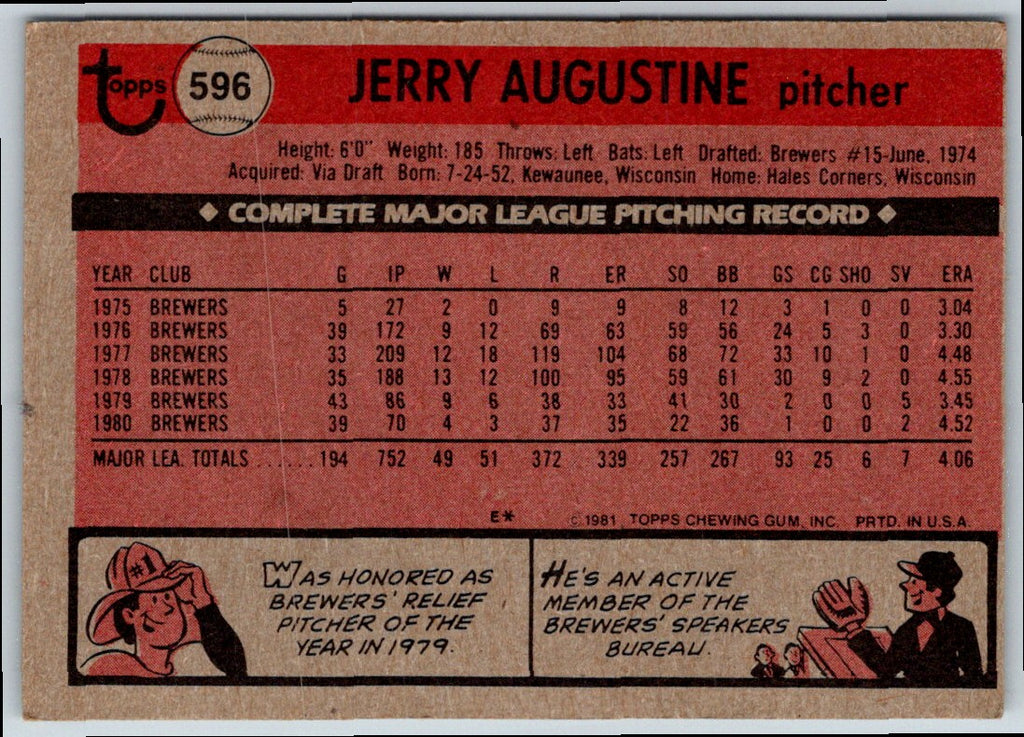 topps 596 JERRY AUGUSTINE pitcher
Height: 6'0" Weight: 185 Throws: Left Bats: Left Drafted: Brewers #15-June, 1974
Acquired: Via Draft Born: 7-24-52, Kewaunee, Wisconsin Home: Hales Corners, Wisconsin
◆ COMPLETE MAJOR LEAGUE PITCHING RECORD ◆
YEAR CLUB G IP W L R ER SO BB GS CG SHO SV ERA
1975 BREWERS 5 27 2 0 9 9 8 12 3 1 0 0 3.04
1976 BREWERS 39 172 9 12 69 63 59 56 24 5 3 0 3.30
1977 BREWERS 33 209 12 18 119 104 68 72 33 10 1 0 4.48
1978 BREWERS 35 188 13 12 100 95 59 61 30 9 2 0 4.55
1979 BREWERS 43 86 9 6 38 33 41 30 2 0 0 5 3.45
1980 BREWERS 39 70 4 3 37 35 22 36 1 0 0 2 4.52
MAJOR LEA. TOTALS ...... 194 752 49 51 372 339 257 267 93 25 6 7 4.06
E* © 1981 TOPPS CHEWING GUM, INC. PRTD. IN U.S.A.
#1
WAS HONORED AS
BREWERS' RELIEF
PITCHER OF THE
YEAR IN 1979.
HE'S AN ACTIVE
MEMBER OF THE
BREWERS' SPEAKERS
BUREAU.